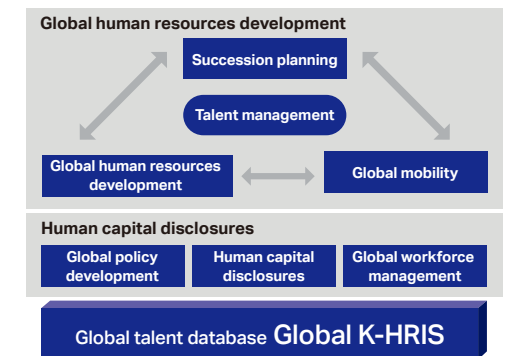 Global human resources development
Succession planning
Talent management
Global human resources
development
Global mobility
Human capital disclosures
Global policy
development
Human capital
disclosures
Global workforce
management
Global talent database Global K-HRIS